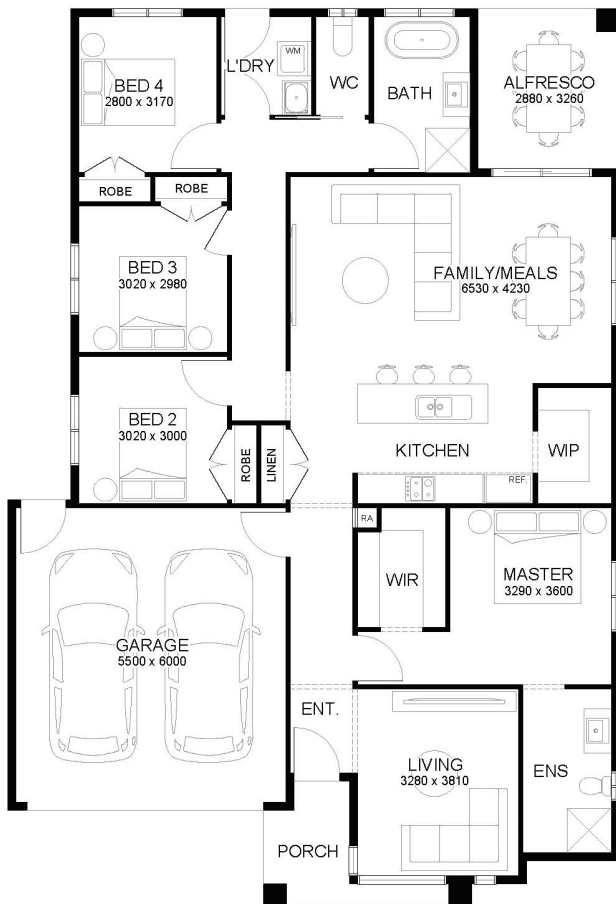 BED 4
2800 x 3170
L'DRY
WM
WC
BATH
ALFRESCO
2880 x 3260
ROBE
ROBE
BED 3
3020 x 2980
FAMILY/MEALS
6530 x 4230
BED 2
3020 x 3000
ROBE
LINEN
KITCHEN
WIP
REF.
RA
WIR
MASTER
3290 x 3600
GARAGE
5500 x 6000
ENT.
LIVING
3280 x 3810
ENS
PORCH